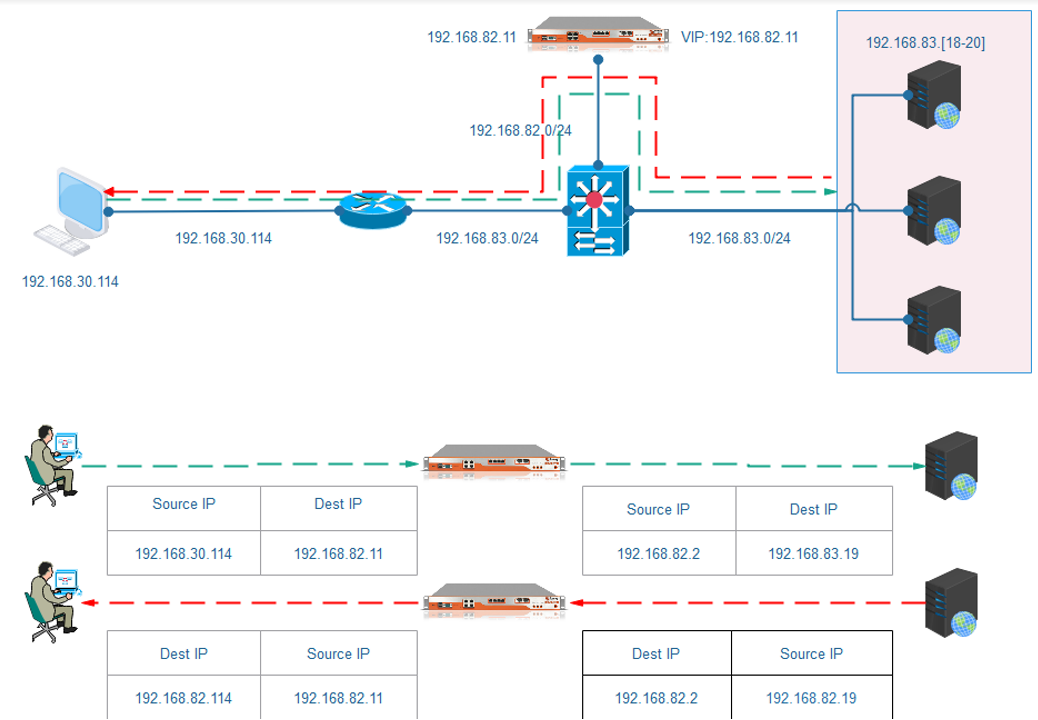 192.168.82.11
VIP:192.168.82.11
192.168.83.[18-20]
192.168.82.0/24
192.168.30.114
192.168.83.0/24
192.168.83.0/24
192.168.30.114
Source IP Dest IP
192.168.30.114 192.168.82.11
Source IP Dest IP
192.168.82.2 192.168.83.19
Dest IP Source IP
192.168.82.114 192.168.82.11
Dest IP Source IP
192.168.82.2 192.168.82.19